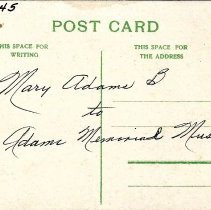 45
POST CARD
THIS SPACE FOR WRITING
THIS SPACE FOR THE ADDRESS
Mary Adams B
to
Adams Memorial Mus